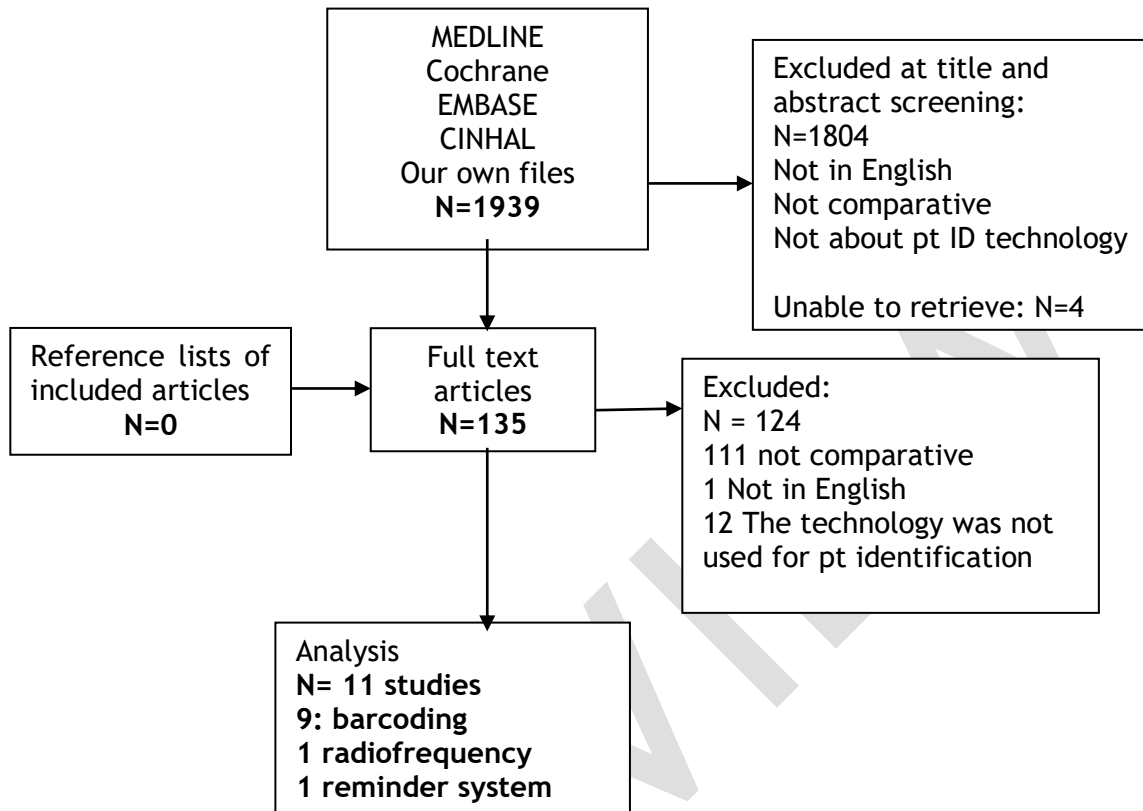 MEDLINE
Cochrane
EMBASE
CINHAL
Our own files
N=1939
Excluded at title and
abstract screening:
N=1804
Not in English
Not comparative
Not about pt ID technology
Unable to retrieve: N=4
Reference lists of
included articles
N=0
Full text
articles
N=135
Excluded:
N = 124
111 not comparative
1 Not in English
12 The technology was not
used for pt identification
Analysis
N= 11 studies
9: barcoding
1 radiofrequency
1 reminder system